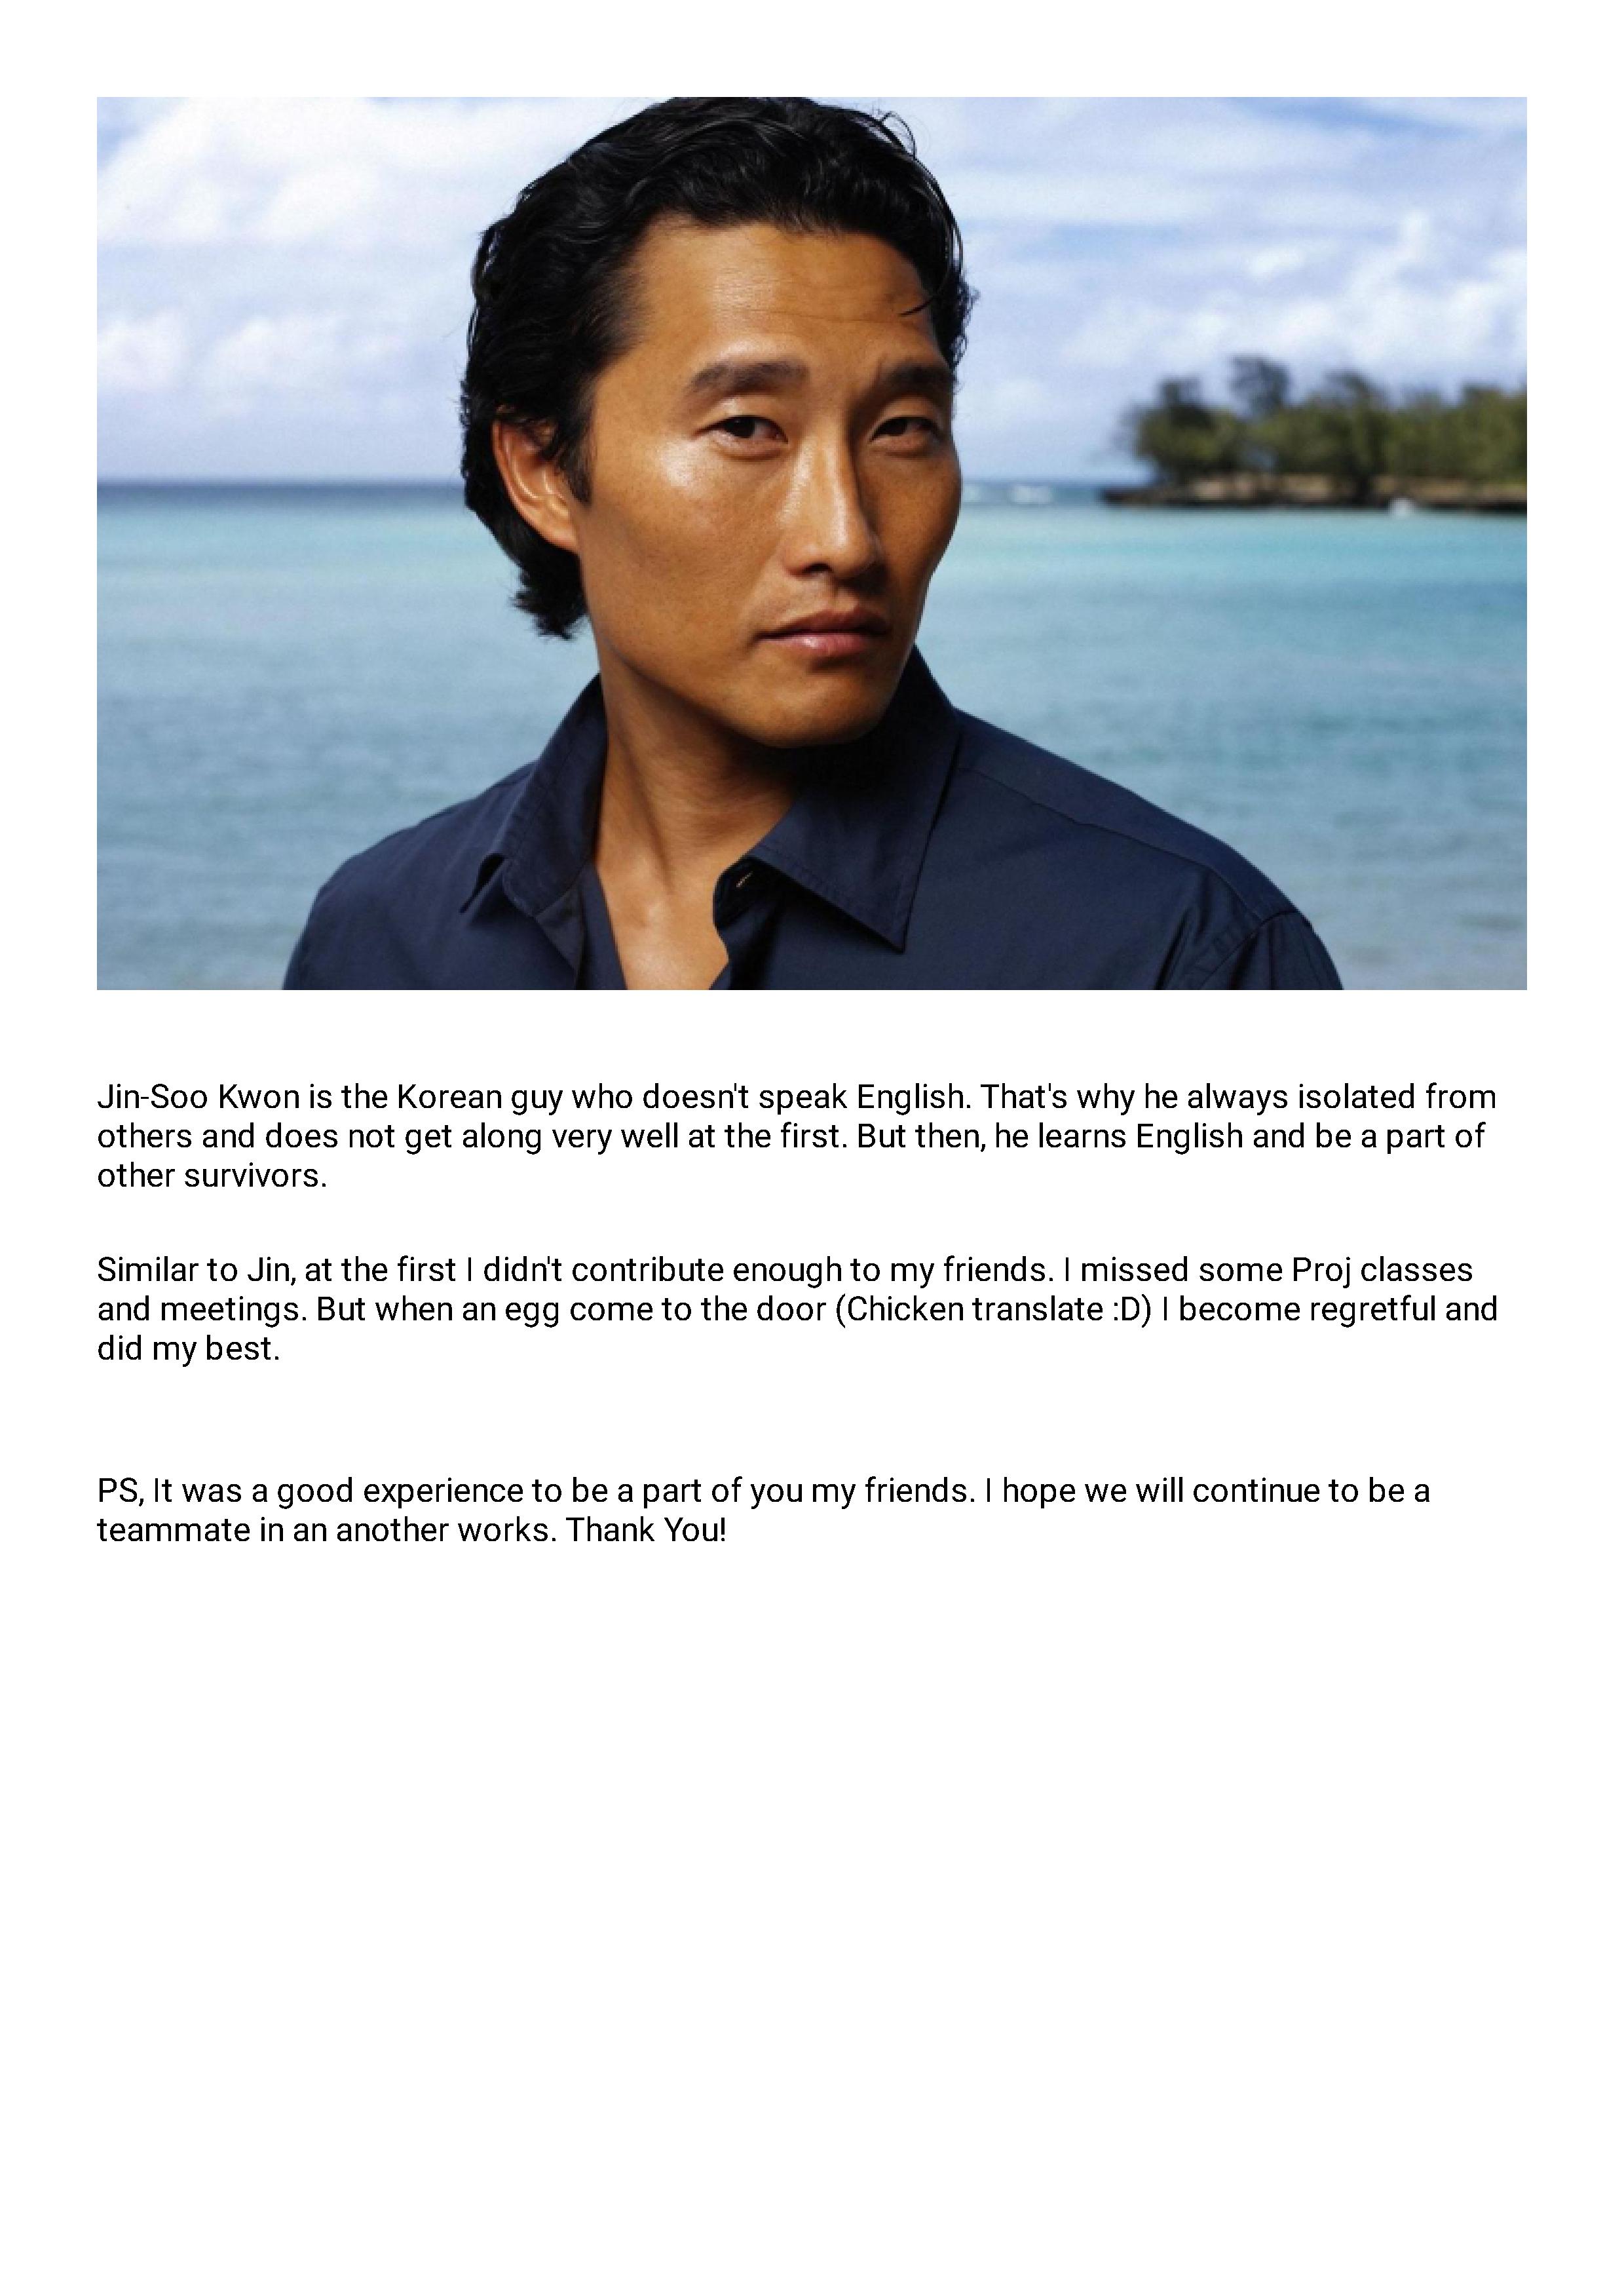 Jin-Soo Kwon is the Korean guy who doesn't speak English. That's why he always isolated from
others and does not get along very well at the first. But then, he learns English and be a part of
other survivors.
Similar to Jin, at the first I didn't contribute enough to my friends. I missed some Proj classes
and meetings. But when an egg come to the door (Chicken translate :D) I become regretful and
did my best.
PS, It was a good experience to be a part of you my friends. I hope we will continue to be a
teammate in an another works. Thank You!